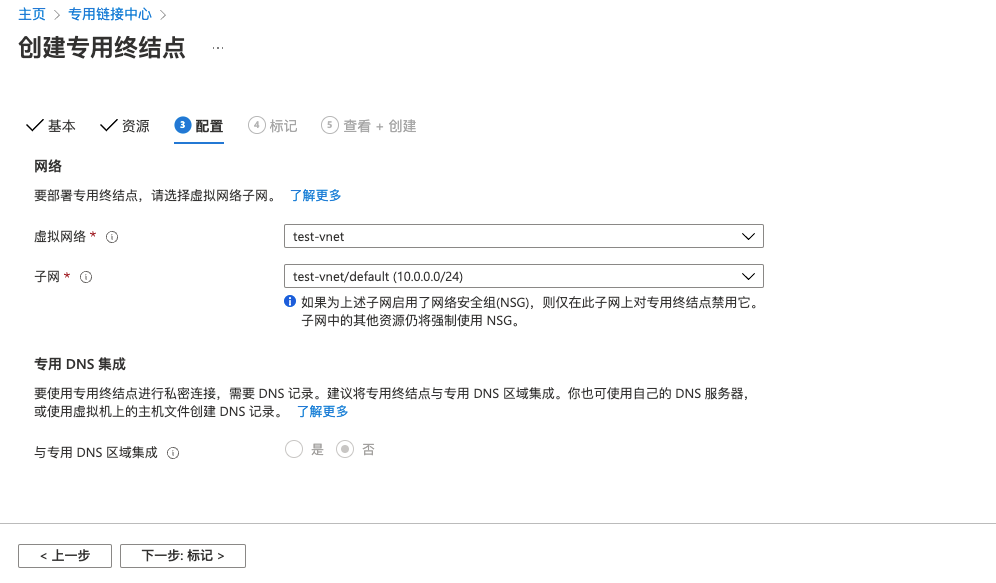 主页 > 专用链接中心 >
创建专用终结点 ...
基本 资源 3 配置 4 标记 5 查看 + 创建
网络
要部署专用终结点，请选择虚拟网络子网。 了解更多
虚拟网络 * test-vnet
子网 * test-vnet/default (10.0.0.0/24)
如果为上述子网启用了网络安全组(NSG)，则仅在此子网上对专用终结点禁用它。
子网中的其他资源仍将强制使用 NSG。
专用 DNS 集成
要使用专用终结点进行私密连接，需要 DNS 记录。建议将专用终结点与专用 DNS 区域集成。你也可使用自己的 DNS 服务器，
或使用虚拟机上的主机文件创建 DNS 记录。 了解更多
与专用 DNS 区域集成 是 否
< 上一步 下一步: 标记 >